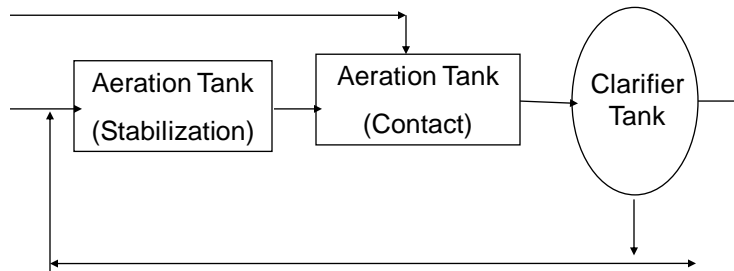 Aeration Tank
(Stabilization)
Aeration Tank
(Contact)
Clarifier
Tank